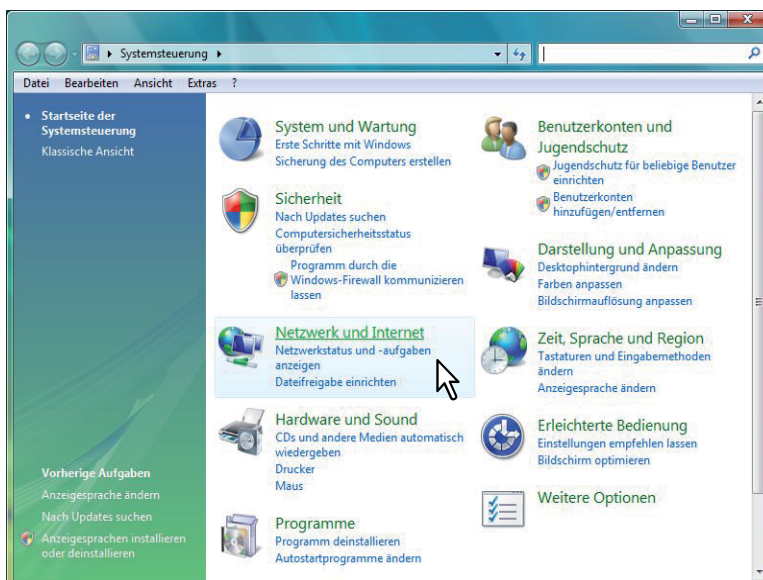 Systemsteuerung
Datei Bearbeiten Ansicht Extras ?
Startseite der
Systemsteuerung
Klassische Ansicht
Vorherige Aufgaben
Anzeigesprache ändern
Nach Updates suchen
Anzeigesprachen installieren
oder deinstallieren
System und Wartung
Erste Schritte mit Windows
Sicherung des Computers erstellen
Sicherheit
Nach Updates suchen
Computersicherheitsstatus
überprüfen
Programm durch die
Windows-Firewall kommunizieren
lassen
Netzwerk und Internet
Netzwerkstatus und -aufgaben
anzeigen
Dateifreigabe einrichten
Hardware und Sound
CDs und andere Medien automatisch
wiedergeben
Drucker
Maus
Programme
Programm deinstallieren
Autostartprogramme ändern
Benutzerkonten und
Jugendschutz
Jugendschutz für beliebige Benutzer
einrichten
Benutzerkonten
hinzufügen/entfernen
Darstellung und Anpassung
Desktophintergrund ändern
Farben anpassen
Bildschirmauflösung anpassen
Zeit, Sprache und Region
Tastaturen und Eingabemethoden
ändern
Anzeigesprache ändern
Erleichterte Bedienung
Einstellungen empfehlen lassen
Bildschirm optimieren
Weitere Optionen